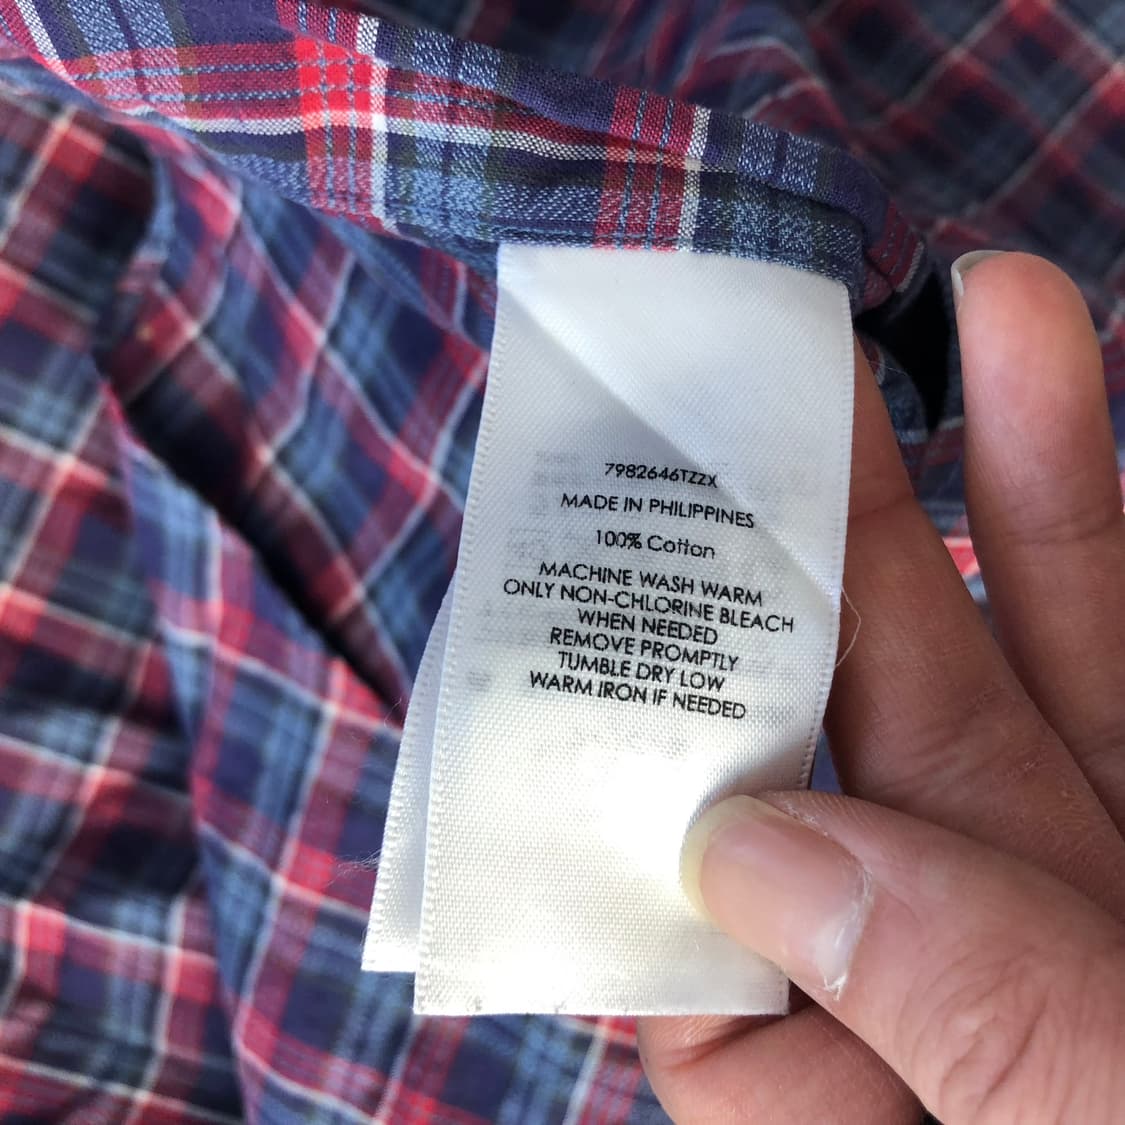 7982646TZZX
MADE IN PHILIPPINES
100% Cotton
MACHINE WASH WARM
ONLY NON-CHLORINE BLEACH
WHEN NEEDED
REMOVE PROMPTLY
TUMBLE DRY LOW
WARM IRON IF NEEDED